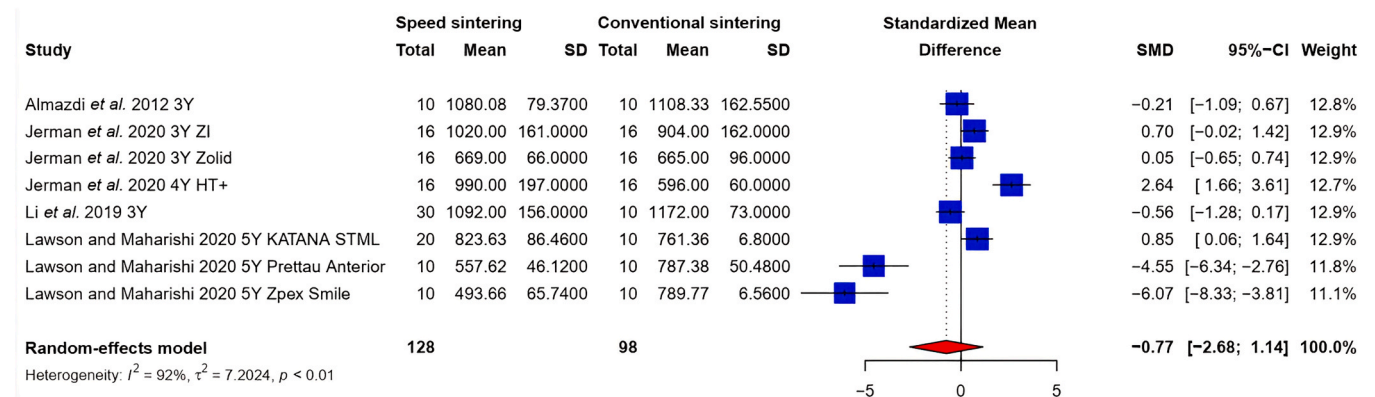 Speed sintering Conventional sintering Standardized Mean
Study Total Mean SD Total Mean SD Difference SMD 95%−CI Weight
Almazdi et al. 2012 3Y 10 1080.08 79.3700 10 1108.33 162.5500 −0.21 [−1.09; 0.67] 12.8%
Jerman et al. 2020 3Y ZI 16 1020.00 161.0000 16 904.00 162.0000 0.70 [−0.02; 1.42] 12.9%
Jerman et al. 2020 3Y Zolid 16 669.00 66.0000 16 665.00 96.0000 0.05 [−0.65; 0.74] 12.9%
Jerman et al. 2020 4Y HT+ 16 990.00 197.0000 16 596.00 60.0000 2.64 [ 1.66; 3.61] 12.7%
Li et al. 2019 3Y 30 1092.00 156.0000 10 1172.00 73.0000 −0.56 [−1.28; 0.17] 12.9%
Lawson and Maharishi 2020 5Y KATANA STML 20 823.63 86.4600 10 761.36 6.8000 0.85 [ 0.06; 1.64] 12.9%
Lawson and Maharishi 2020 5Y Prettau Anterior 10 557.62 46.1200 10 787.38 50.4800 −4.55 [−6.34; −2.76] 11.8%
Lawson and Maharishi 2020 5Y Zpex Smile 10 493.66 65.7400 10 789.77 6.5600 −6.07 [−8.33; −3.81] 11.1%
Random-effects model 128 98 −0.77 [−2.68; 1.14] 100.0%
Heterogeneity: I² = 92%, τ² = 7.2024, p < 0.01
−5 0 5